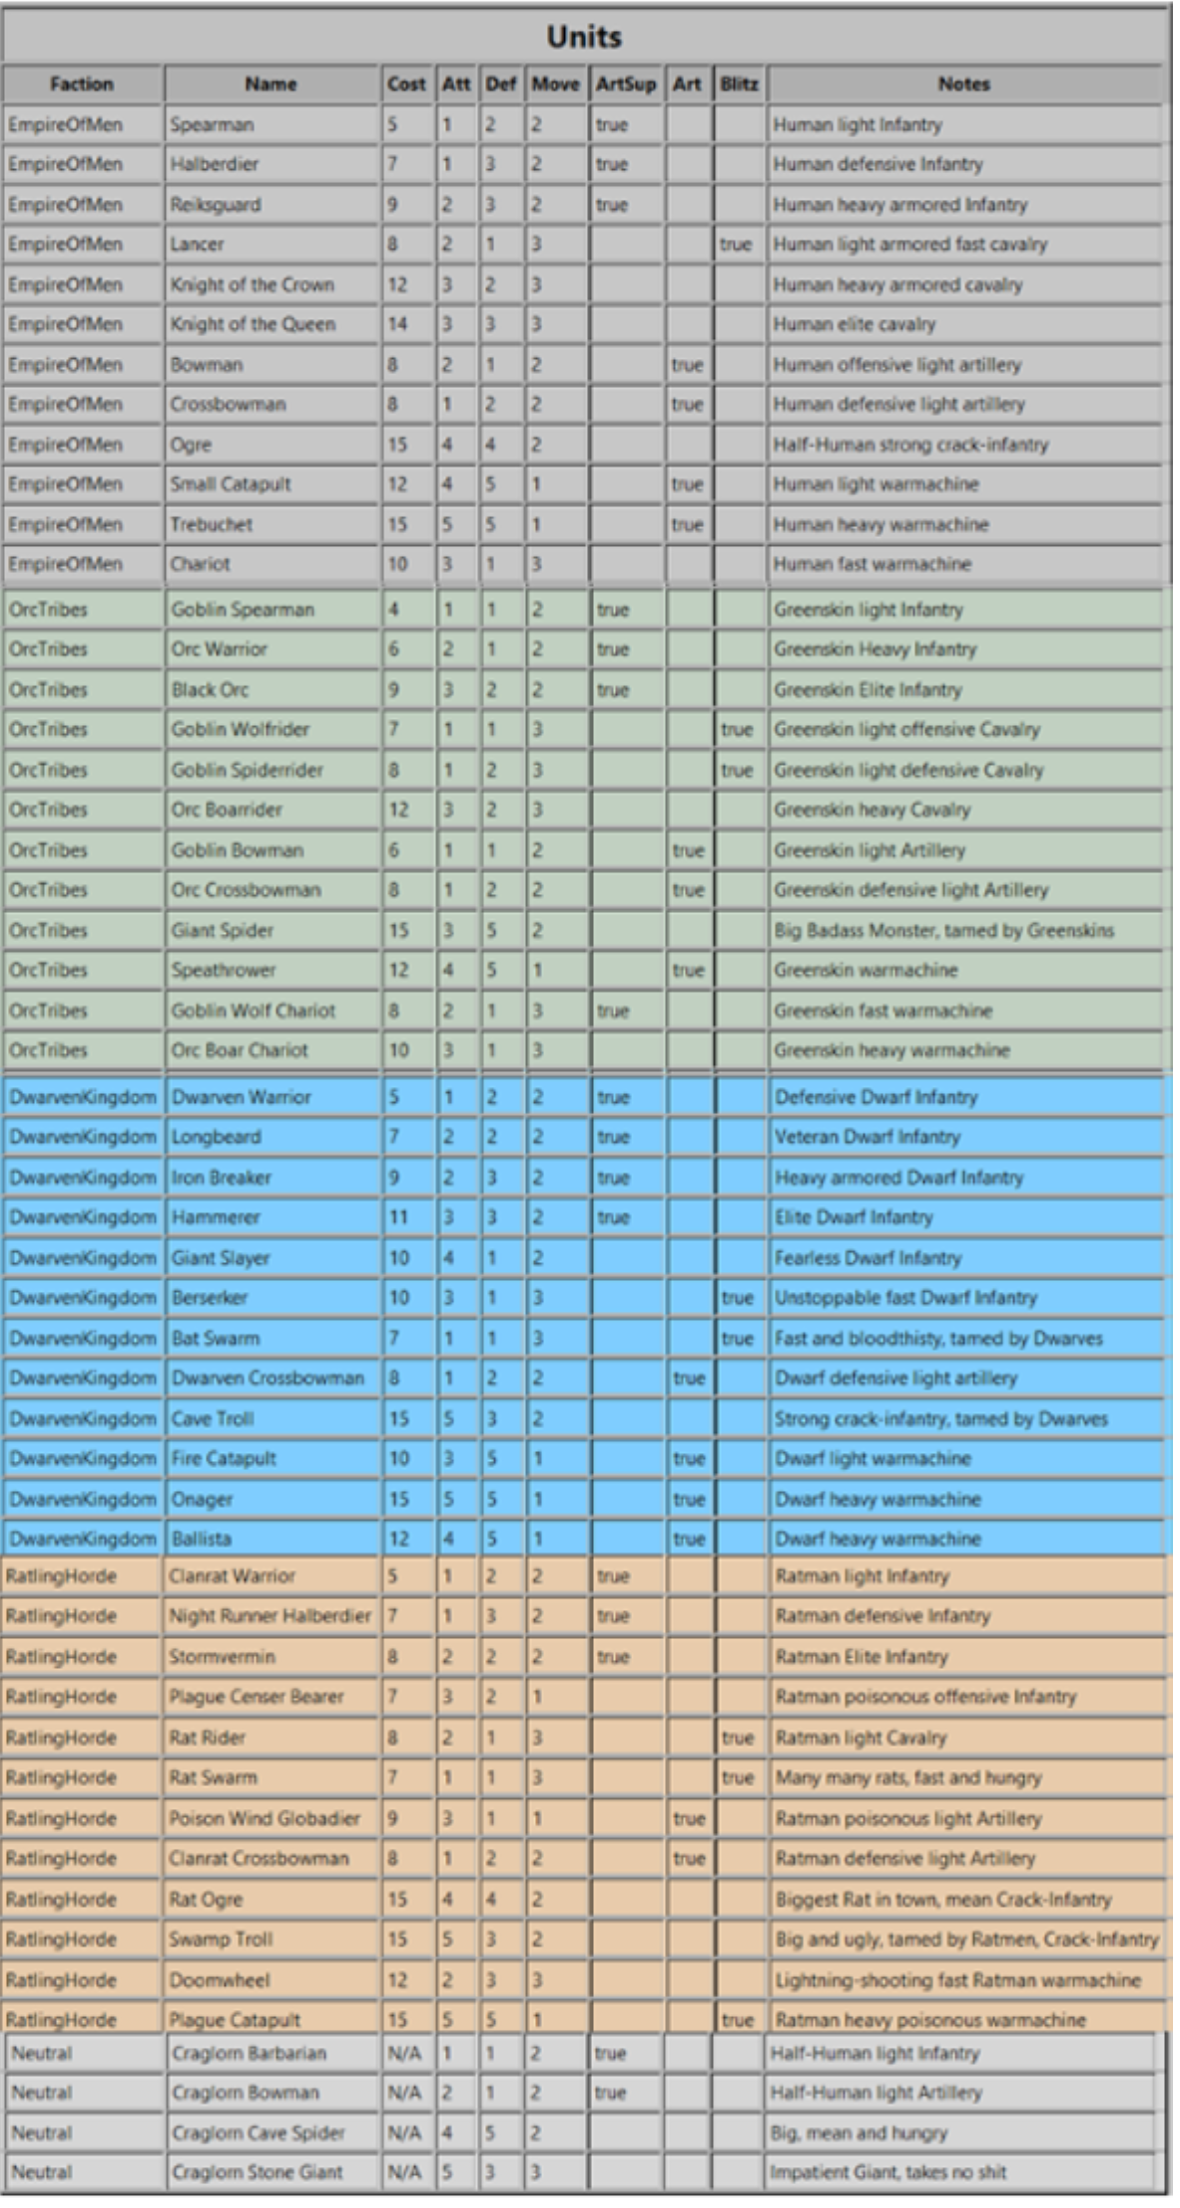 Units
Faction Name Cost Att Def Move ArtSup Art Blitz Notes
EmpireOfMen Spearman 5 1 2 2 true Human light Infantry
EmpireOfMen Halberdier 7 1 3 2 true Human defensive Infantry
EmpireOfMen Reiksguard 9 2 3 2 true Human heavy armored Infantry
EmpireOfMen Lancer 8 2 1 3 true Human light armored fast cavalry
EmpireOfMen Knight of the Crown 12 3 2 3 Human heavy armored cavalry
EmpireOfMen Knight of the Queen 14 3 3 3 Human elite cavalry
EmpireOfMen Bowman 8 2 1 2 true Human offensive light artillery
EmpireOfMen Crossbowman 8 1 2 2 true Human defensive light artillery
EmpireOfMen Ogre 15 4 4 2 Half-Human strong crack-infantry
EmpireOfMen Small Catapult 12 4 5 1 true Human light warmachine
EmpireOfMen Trebuchet 15 5 5 1 true Human heavy warmachine
EmpireOfMen Chariot 10 3 1 3 Human fast warmachine
OrcTribes Goblin Spearman 4 1 1 2 true Greenskin light Infantry
OrcTribes Orc Warrior 6 2 1 2 true Greenskin Heavy Infantry
OrcTribes Black Orc 9 3 2 2 true Greenskin Elite Infantry
OrcTribes Goblin Wolfrider 7 1 1 3 true Greenskin light offensive Cavalry
OrcTribes Goblin Spiderrider 8 1 2 3 true Greenskin light defensive Cavalry
OrcTribes Orc Boarrider 12 3 2 3 Greenskin heavy Cavalry
OrcTribes Goblin Bowman 6 1 1 2 true Greenskin light Artillery
OrcTribes Orc Crossbowman 8 1 2 2 true Greenskin defensive light Artillery
OrcTribes Giant Spider 15 3 5 2 Big Badass Monster, tamed by Greenskins
OrcTribes Speathrower 12 4 5 1 true Greenskin warmachine
OrcTribes Goblin Wolf Chariot 8 2 1 3 true Greenskin fast warmachine
OrcTribes Orc Boar Chariot 10 3 1 3 Greenskin heavy warmachine
DwarvenKingdom Dwarven Warrior 5 1 2 2 true Defensive Dwarf Infantry
DwarvenKingdom Longbeard 7 2 2 2 true Veteran Dwarf Infantry
DwarvenKingdom Iron Breaker 9 2 3 2 true Heavy armored Dwarf Infantry
DwarvenKingdom Hammerer 11 3 3 2 true Elite Dwarf Infantry
DwarvenKingdom Giant Slayer 10 4 1 2 Fearless Dwarf Infantry
DwarvenKingdom Berserker 10 3 1 3 true Unstoppable fast Dwarf Infantry
DwarvenKingdom Bat Swarm 7 1 1 3 true Fast and bloodthisty, tamed by Dwarves
DwarvenKingdom Dwarven Crossbowman 8 1 2 2 true Dwarf defensive light artillery
DwarvenKingdom Cave Troll 15 5 3 2 Strong crack-infantry, tamed by Dwarves
DwarvenKingdom Fire Catapult 10 3 5 1 true Dwarf light warmachine
DwarvenKingdom Onager 15 5 5 1 true Dwarf heavy warmachine
DwarvenKingdom Ballista 12 4 5 1 true Dwarf heavy warmachine
RatlingHorde Clanrat Warrior 5 1 2 2 true Ratman light Infantry
RatlingHorde Night Runner Halberdier 7 1 3 2 true Ratman defensive Infantry
RatlingHorde Stormvermin 8 2 2 2 true Ratman Elite Infantry
RatlingHorde Plague Censer Bearer 7 3 2 1 Ratman poisonous offensive Infantry
RatlingHorde Rat Rider 8 2 1 3 true Ratman light Cavalry
RatlingHorde Rat Swarm 7 1 1 3 true Many many rats, fast and hungry
RatlingHorde Poison Wind Globadier 9 3 1 1 true Ratman poisonous light Artillery
RatlingHorde Clanrat Crossbowman 8 1 2 2 true Ratman defensive light Artillery
RatlingHorde Rat Ogre 15 4 4 2 Biggest Rat in town, mean Crack-Infantry
RatlingHorde Swamp Troll 15 5 3 2 Big and ugly, tamed by Ratmen, Crack-Infantry
RatlingHorde Doomwheel 12 2 3 3 Lightning-shooting fast Ratman warmachine
RatlingHorde Plague Catapult 15 5 5 1 true Ratman heavy poisonous warmachine
Neutral Craglorn Barbarian N/A 1 1 2 true Half-Human light Infantry
Neutral Craglorn Bowman N/A 2 1 2 true Half-Human light Artillery
Neutral Craglorn Cave Spider N/A 4 5 2 Big, mean and hungry
Neutral Craglorn Stone Giant N/A 5 3 3 Impatient Giant, takes no shit